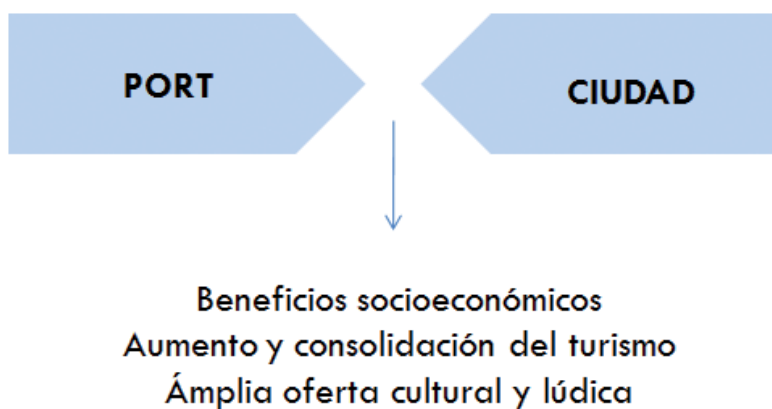 PORT
CIUDAD
Beneficios socioeconómicos
Aumento y consolidación del turismo
Ámplia oferta cultural y lúdica